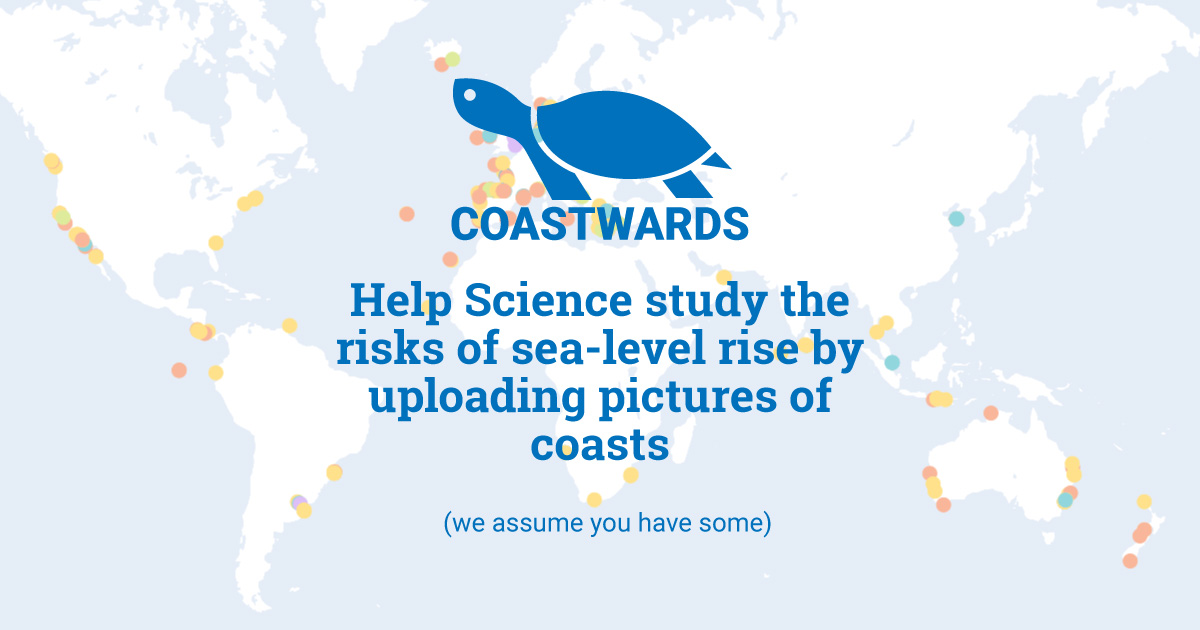 COASTWARDS
Help Science study the
risks of sea-level rise by
uploading pictures of
coasts
(we assume you have some)